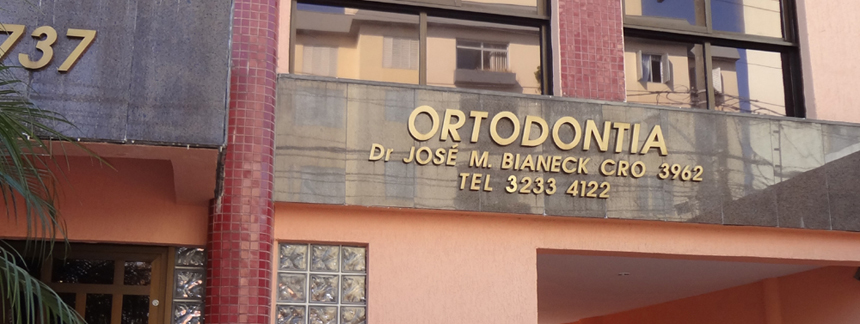 737
ORTODONTIA
Dr JOSÉ M. BIANECK CRO 3962
TEL 3233 4122